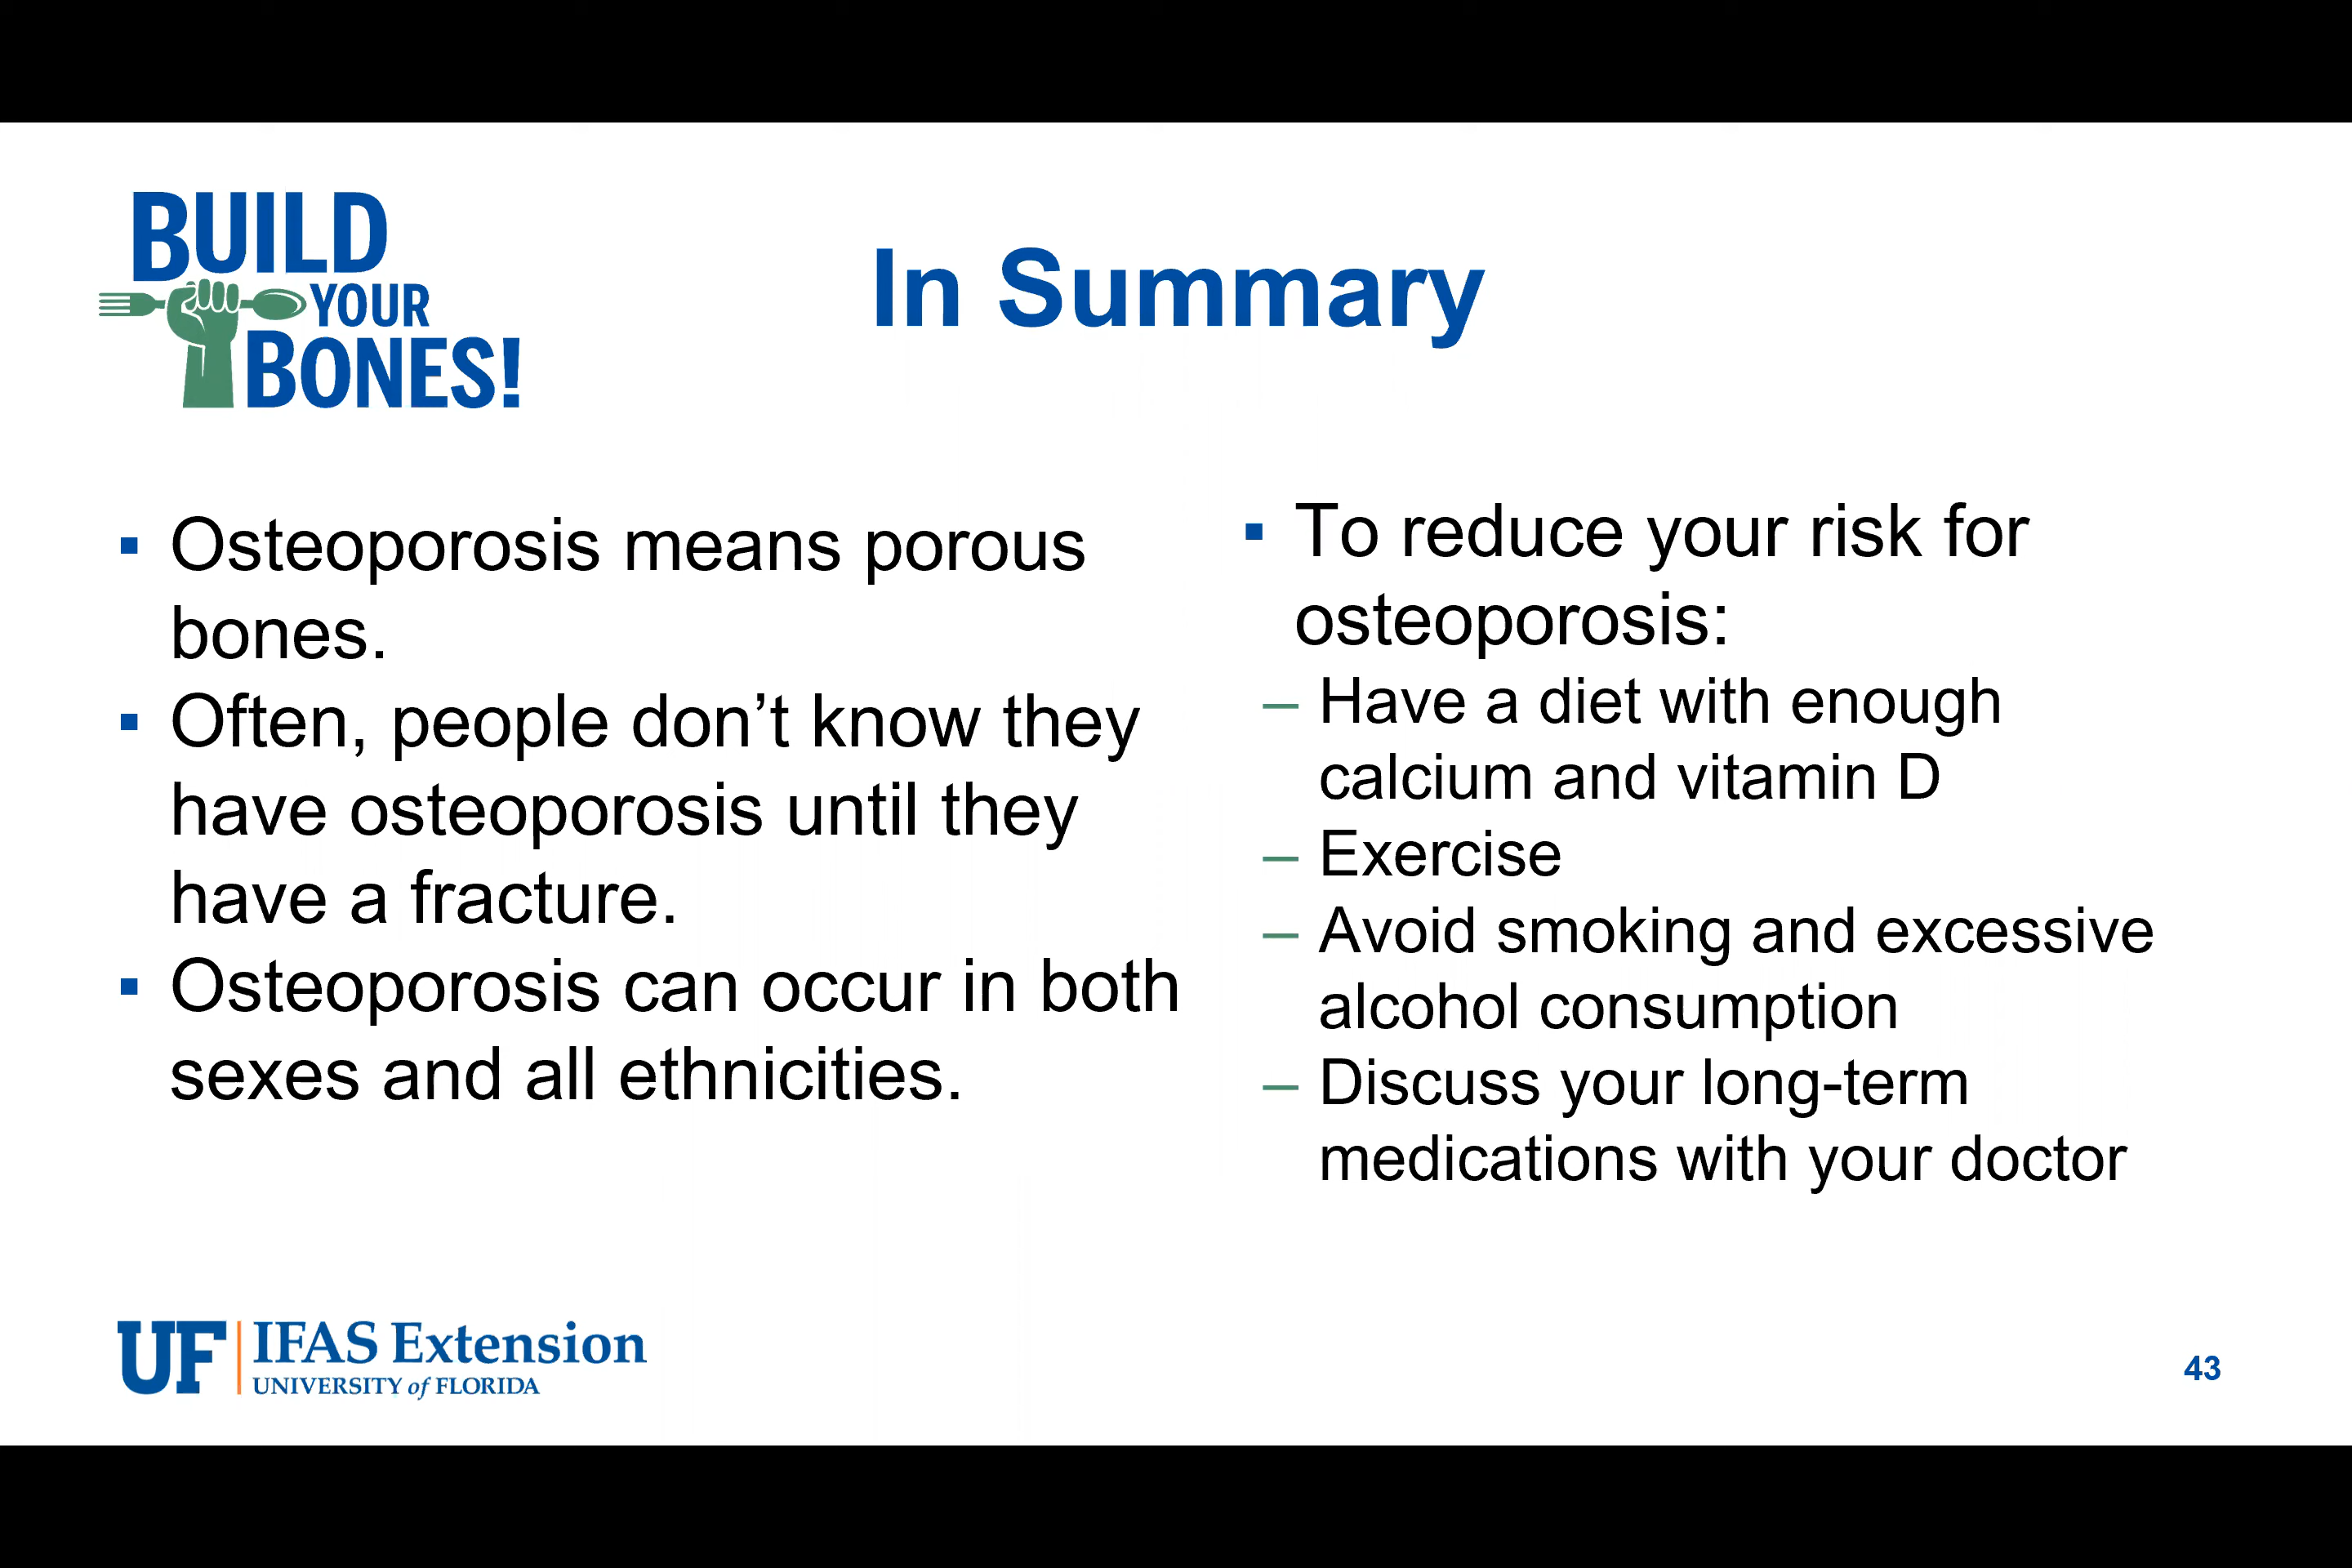 BUILD
YOUR
BONES!
In Summary
▪ Osteoporosis means porous
bones.
▪ Often, people don’t know they
have osteoporosis until they
have a fracture.
▪ Osteoporosis can occur in both
sexes and all ethnicities.
▪ To reduce your risk for
osteoporosis:
– Have a diet with enough
calcium and vitamin D
– Exercise
– Avoid smoking and excessive
alcohol consumption
– Discuss your long-term
medications with your doctor
UF IFAS Extension
UNIVERSITY of FLORIDA
43